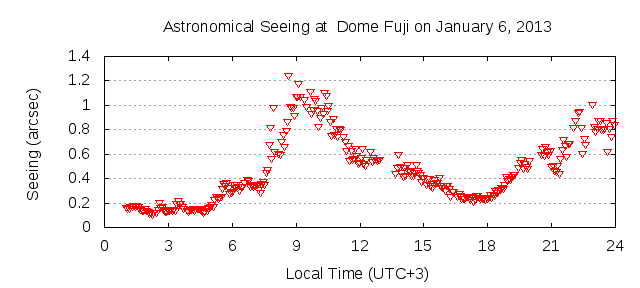 Astronomical Seeing at  Dome Fuji on January 6, 2013
Seeing (arcsec)
1.4
1.2
1
0.8
0.6
0.4
0.2
0
0 3 6 9 12 15 18 21 24
Local Time (UTC+3)